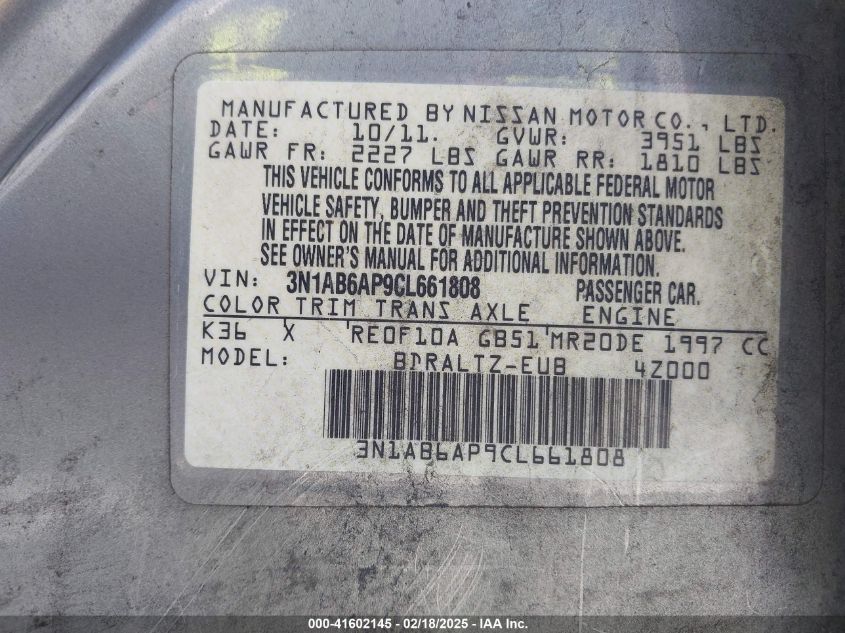 MANUFACTURED BY NISSAN MOTOR CO., LTD.
DATE: 10/11. GVWR: 3951 LBS
GAWR FR: 2227 LBS GAWR RR: 1810 LBS
THIS VEHICLE CONFORMS TO ALL APPLICABLE FEDERAL MOTOR
VEHICLE SAFETY, BUMPER AND THEFT PREVENTION STANDARDS
IN EFFECT ON THE DATE OF MANUFACTURE SHOWN ABOVE.
SEE OWNER'S MANUAL FOR ADDITIONAL INFORMATION.
VIN: 3N1AB6AP9CL661808 PASSENGER CAR.
COLOR TRIM TRANS AXLE ENGINE
K36 X RE0F10A GB51 MR20DE 1997 CC
MODEL: BDRALTZ-EUB 4Z000
3N1AB6AP9CL661808
000-41602145 - 02/18/2025 - IAA Inc.